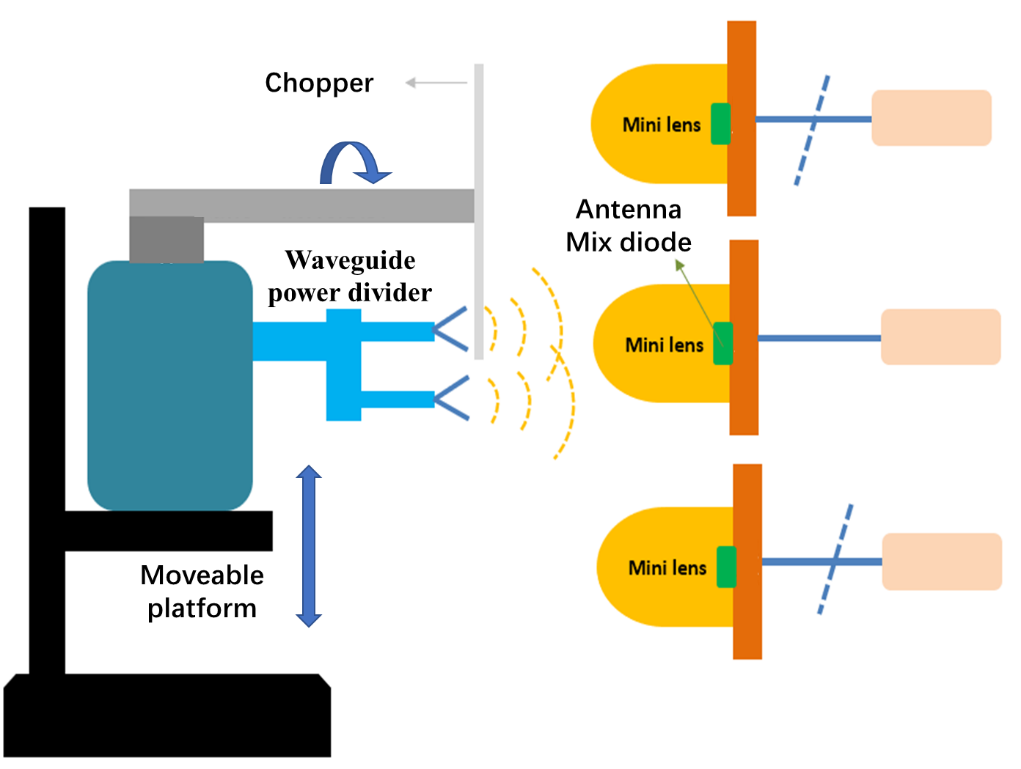 Chopper
Mini lens
Antenna
Mix diode
Waveguide
power divider
Mini lens
Moveable
platform
Mini lens